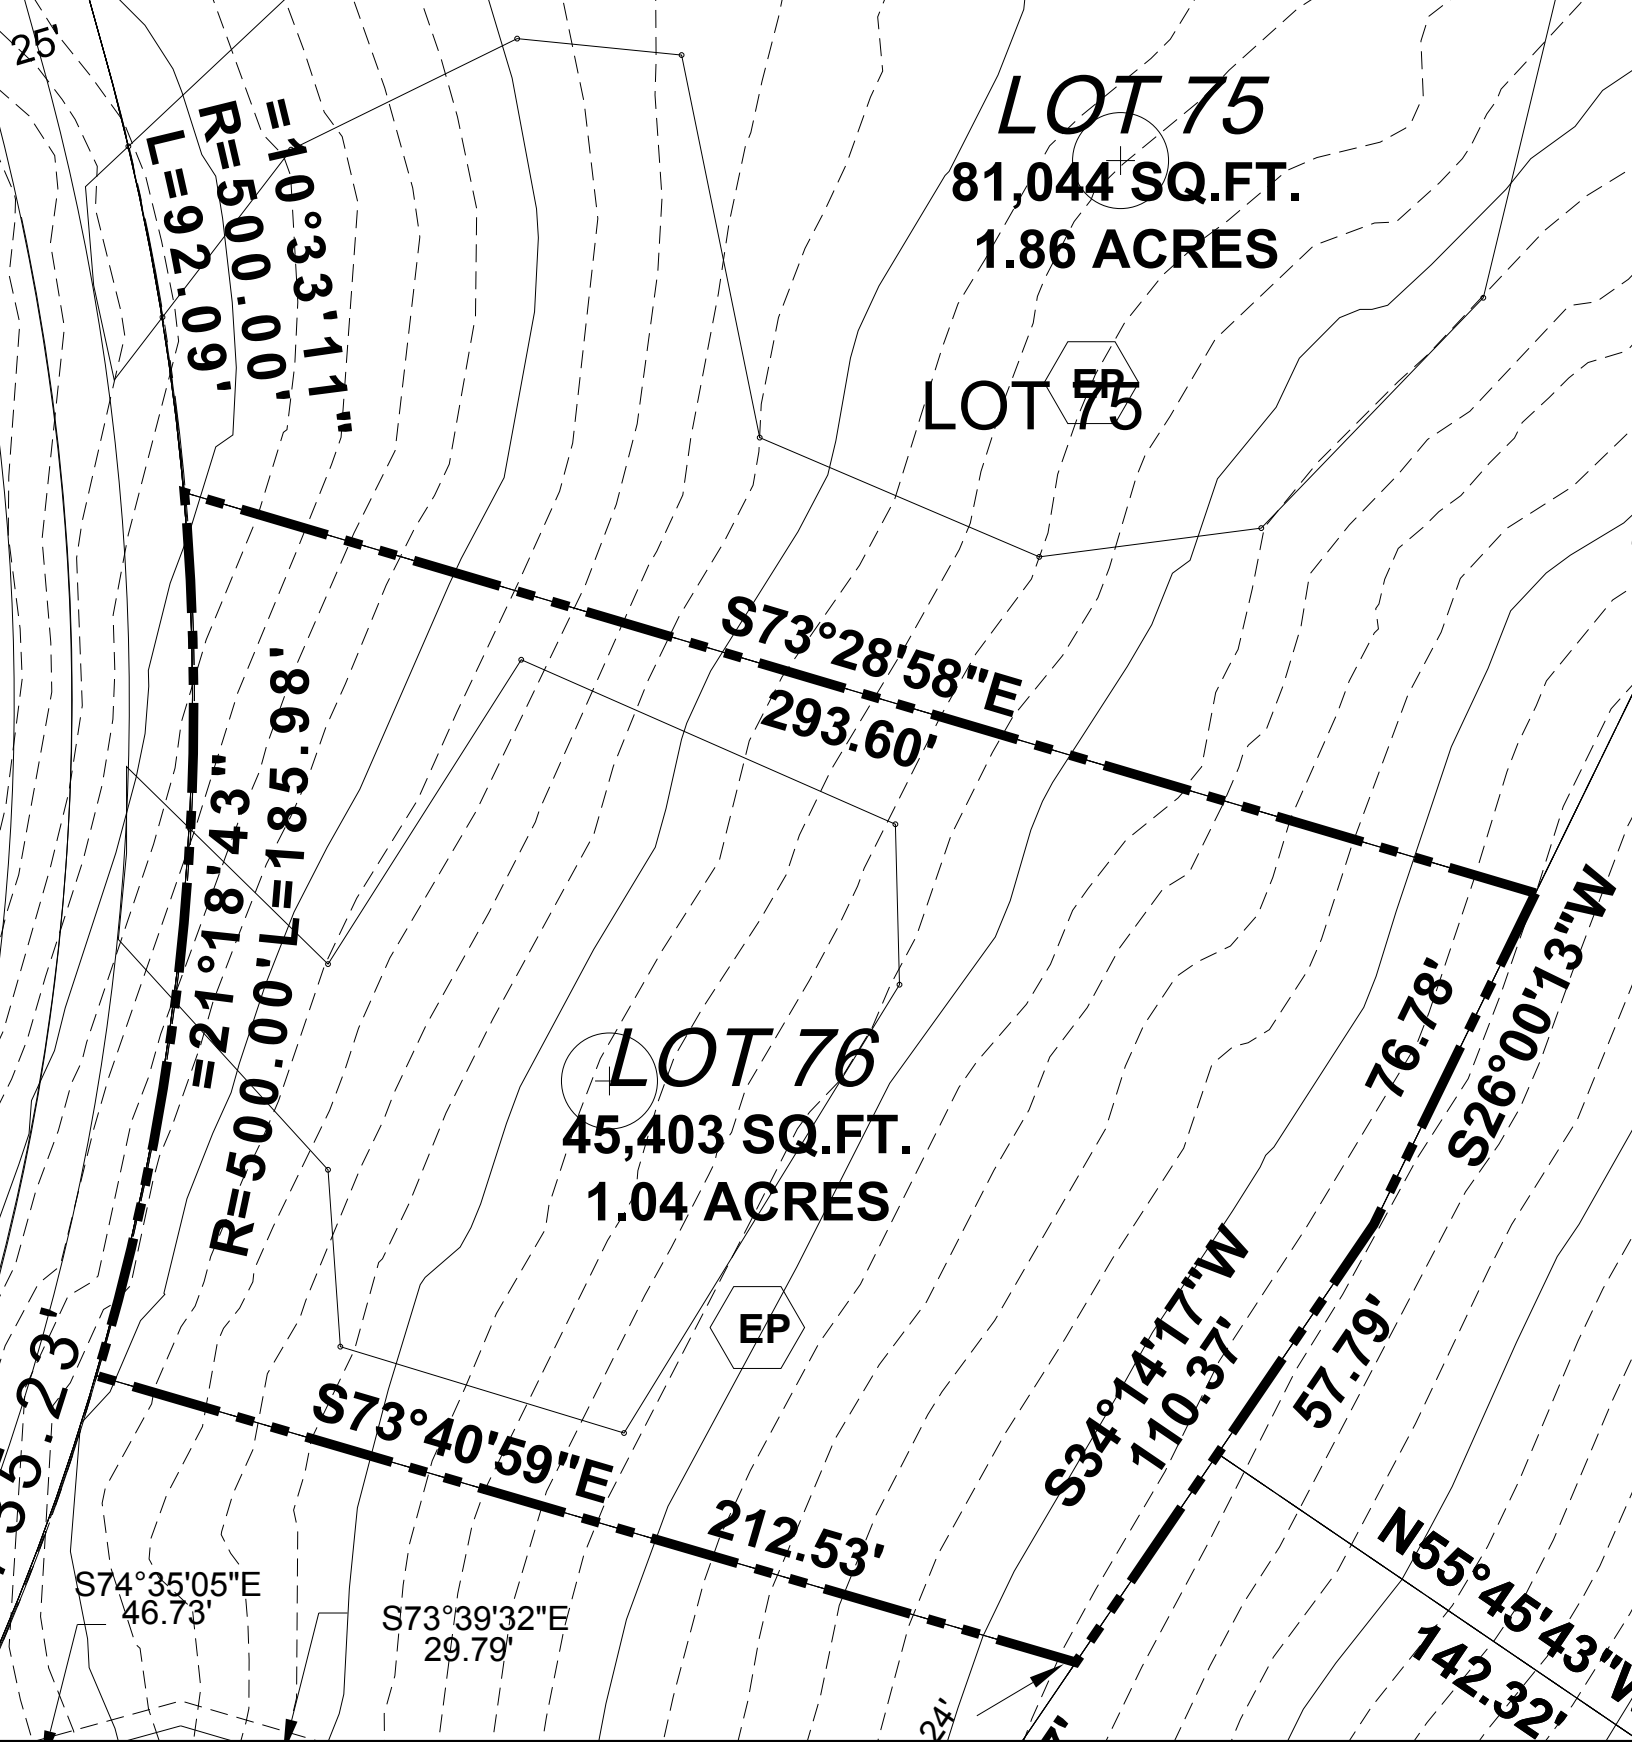 25'
LOT 75
81,044 SQ.FT.
1.86 ACRES
=10°33'11"
R=500.00'
L=92.09'
EP
LOT 75
S73°28'58"E
293.60'
=21°18'43"
R=500.00' L=185.98'
LOT 76
45,403 SQ.FT.
1.04 ACRES
EP
76.78'
S26°00'13"W
S34°14'17"W
110.37'
57.79'
S73°40'59"E
212.53'
35.23'
S74°35'05"E
46.73'
S73°39'32"E
29.79'
N55°45'43"W
142.32'
24'